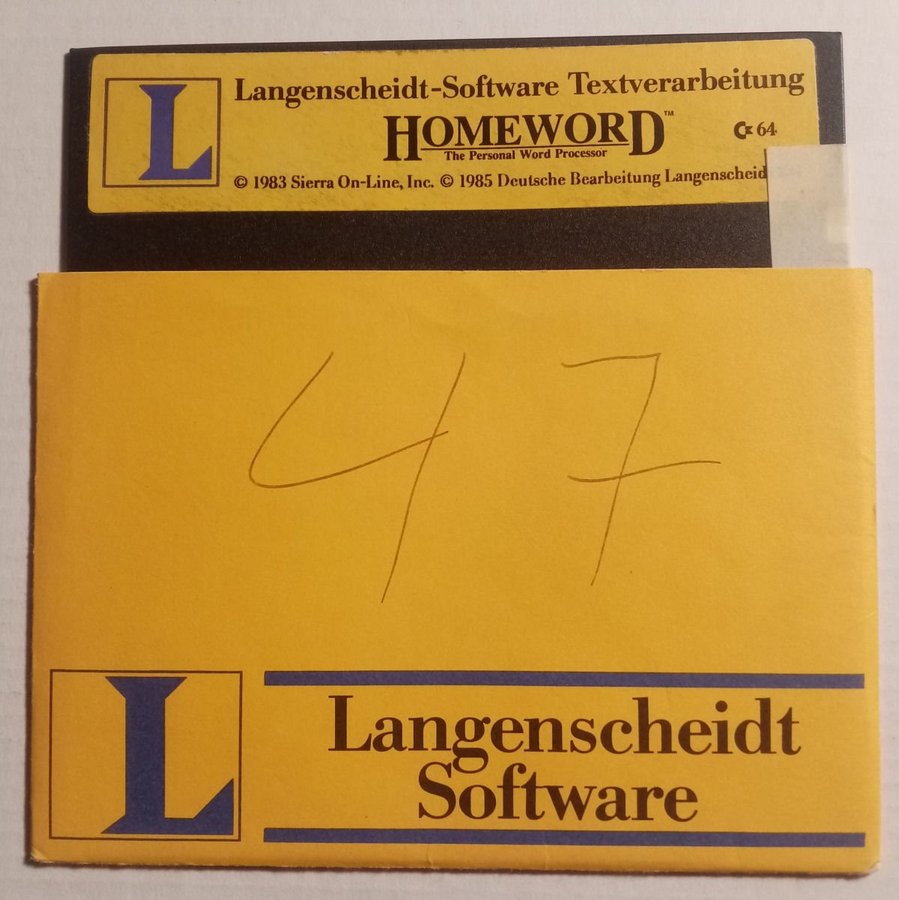 L
Langenscheidt-Software Textverarbeitung
HOMEWORD™
The Personal Word Processor
C 64
© 1983 Sierra On-Line, Inc. © 1985 Deutsche Bearbeitung Langenscheid
47
L
Langenscheidt
Software